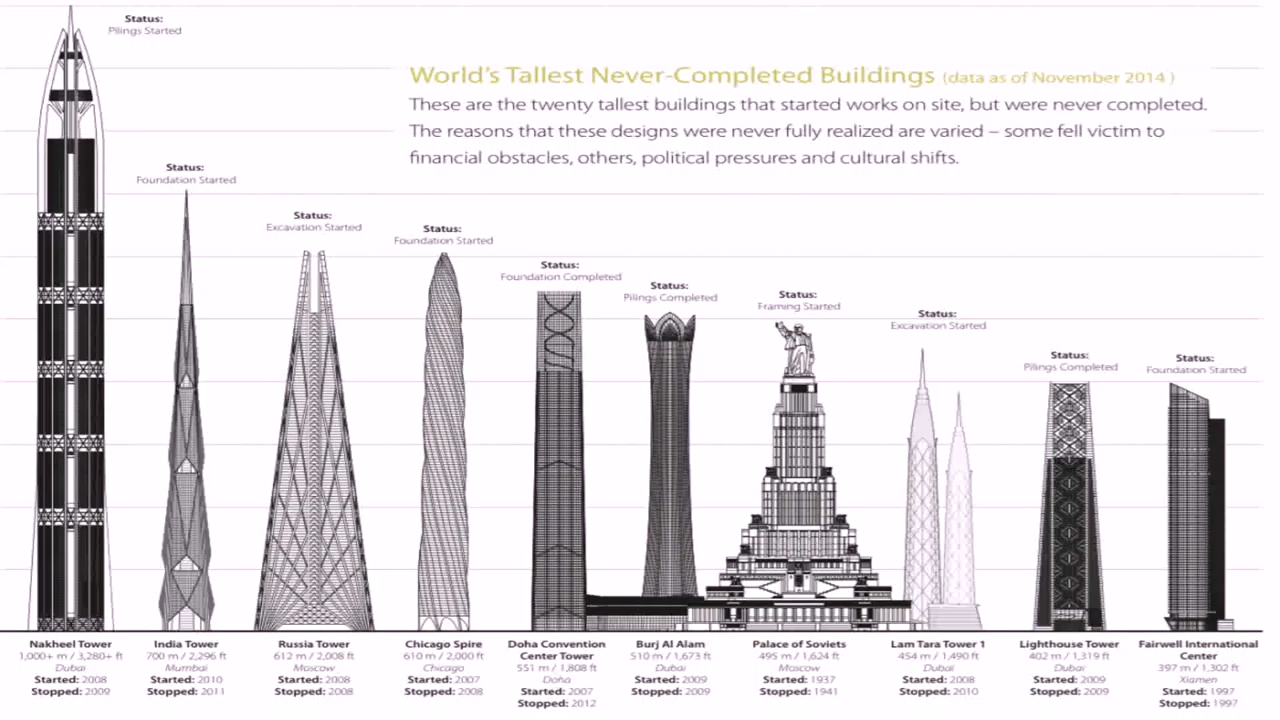 Status:
Pilings Started
World's Tallest Never-Completed Buildings (data as of November 2014 )
These are the twenty tallest buildings that started works on site, but were never completed.
The reasons that these designs were never fully realized are varied – some fell victim to
financial obstacles, others, political pressures and cultural shifts.
Status:
Foundation Started
Status:
Excavation Started
Status:
Foundation Started
Status:
Foundation Completed
Status:
Pilings Completed
Status:
Framing Started
Status:
Excavation Started
Status:
Pilings Completed
Status:
Foundation Started
Nakheel Tower
1,000+ m / 3,280+ ft
Dubai
Started: 2008
Stopped: 2009
India Tower
700 m / 2,296 ft
Mumbai
Started: 2010
Stopped: 2011
Russia Tower
612 m / 2,008 ft
Moscow
Started: 2008
Stopped: 2008
Chicago Spire
610 m / 2,000 ft
Chicago
Started: 2007
Stopped: 2008
Doha Convention
Center Tower
551 m / 1,808 ft
Doha
Started: 2007
Stopped: 2012
Burj Al Alam
510 m / 1,673 ft
Dubai
Started: 2009
Stopped: 2009
Palace of Soviets
495 m / 1,624 ft
Moscow
Started: 1937
Stopped: 1941
Lam Tara Tower 1
454 m / 1,490 ft
Dubai
Started: 2008
Stopped: 2010
Lighthouse Tower
402 m / 1,319 ft
Dubai
Started: 2009
Stopped: 2009
Fairwell International
Center
397 m / 1,302 ft
Xiamen
Started: 1997
Stopped: 1997